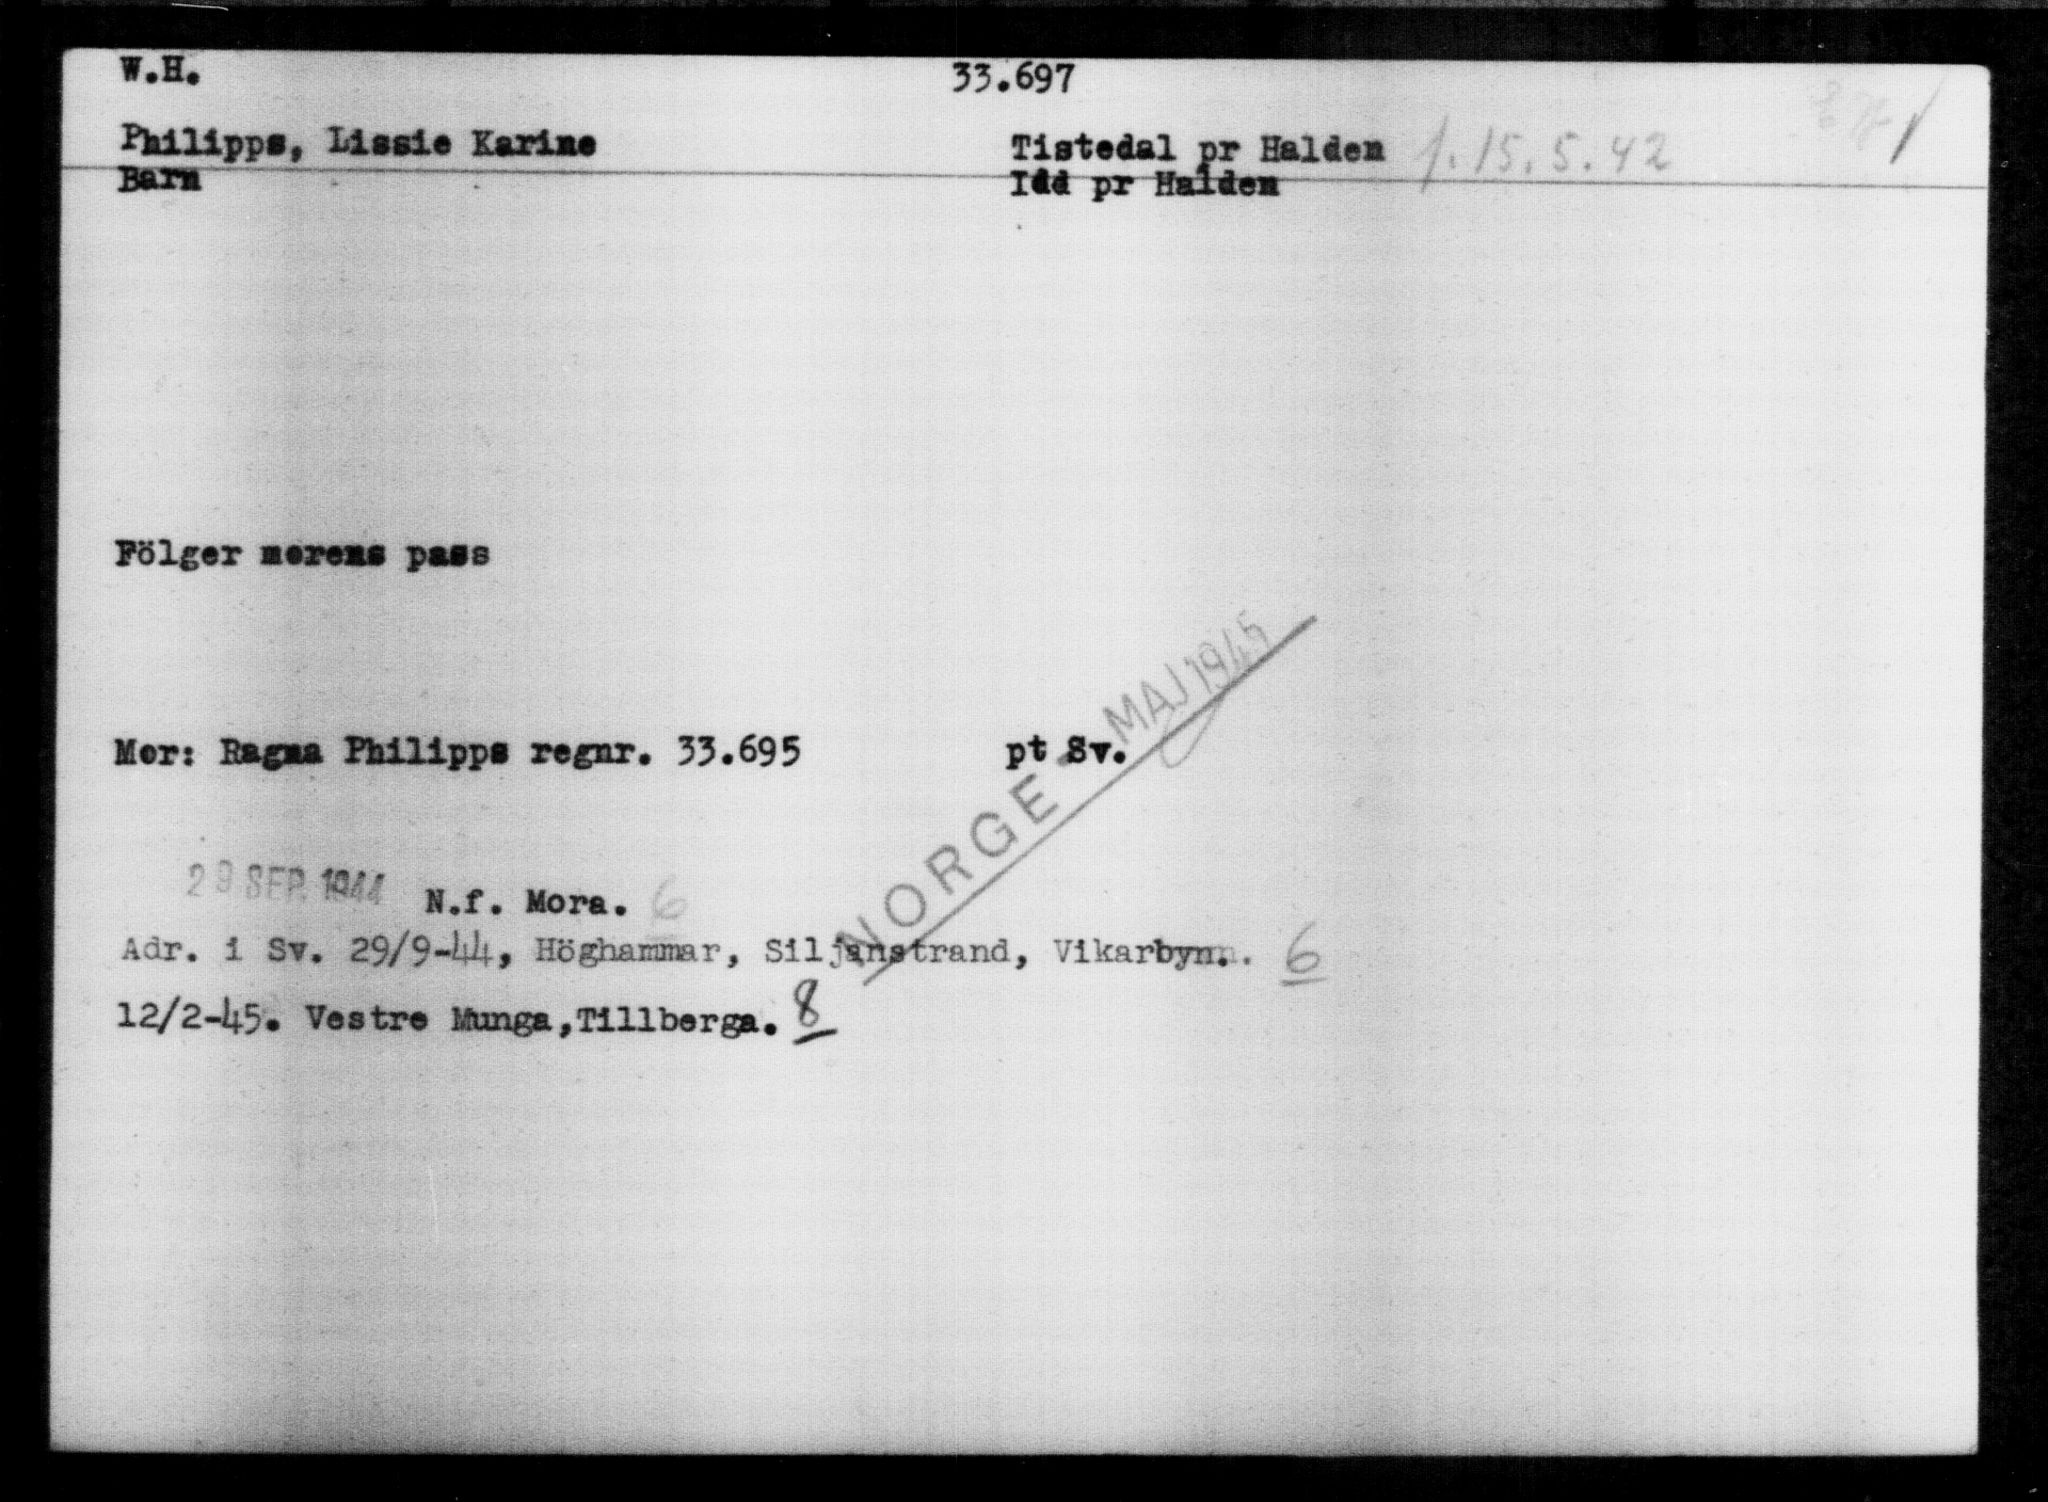 W.H. 33.697
Philipps, Lissie Karine Tistedal pr Halden f. 15.5.42
Barn Idd pr Halden
Fölger morens pass
NORGE MAJ 1945
Mor: Ragna Philipps regnr. 33.695 pt Sv.
29 SEP. 1944 N.f. Mora. 6
Adr. i Sv. 29/9-44, Höghammar, Siljanstrand, Vikarbyn. 6
12/2-45. Vestre Munga,Tillberga. 8